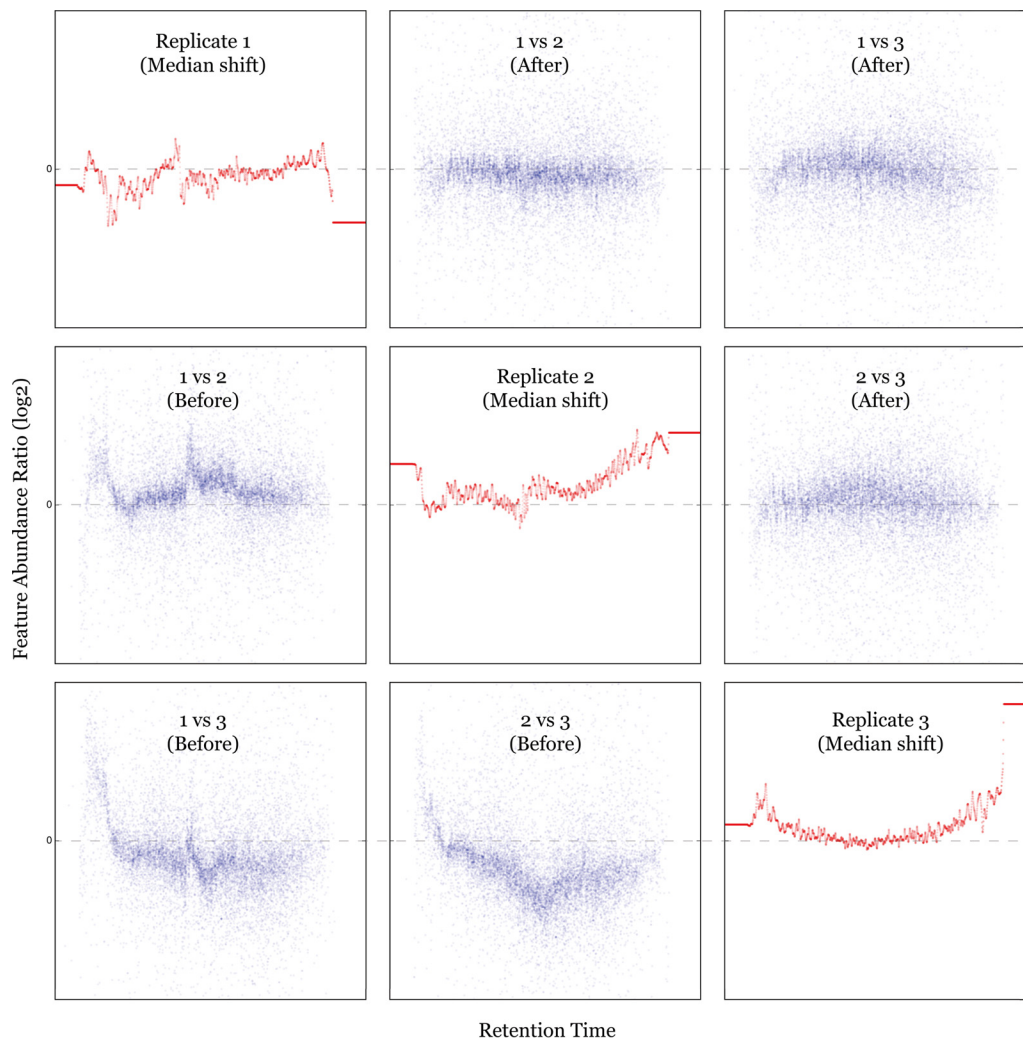 Replicate 1
(Median shift)
1 vs 2
(After)
1 vs 3
(After)
0
1 vs 2
(Before)
Replicate 2
(Median shift)
2 vs 3
(After)
0
Feature Abundance Ratio (log2)
1 vs 3
(Before)
2 vs 3
(Before)
Replicate 3
(Median shift)
0
Retention Time